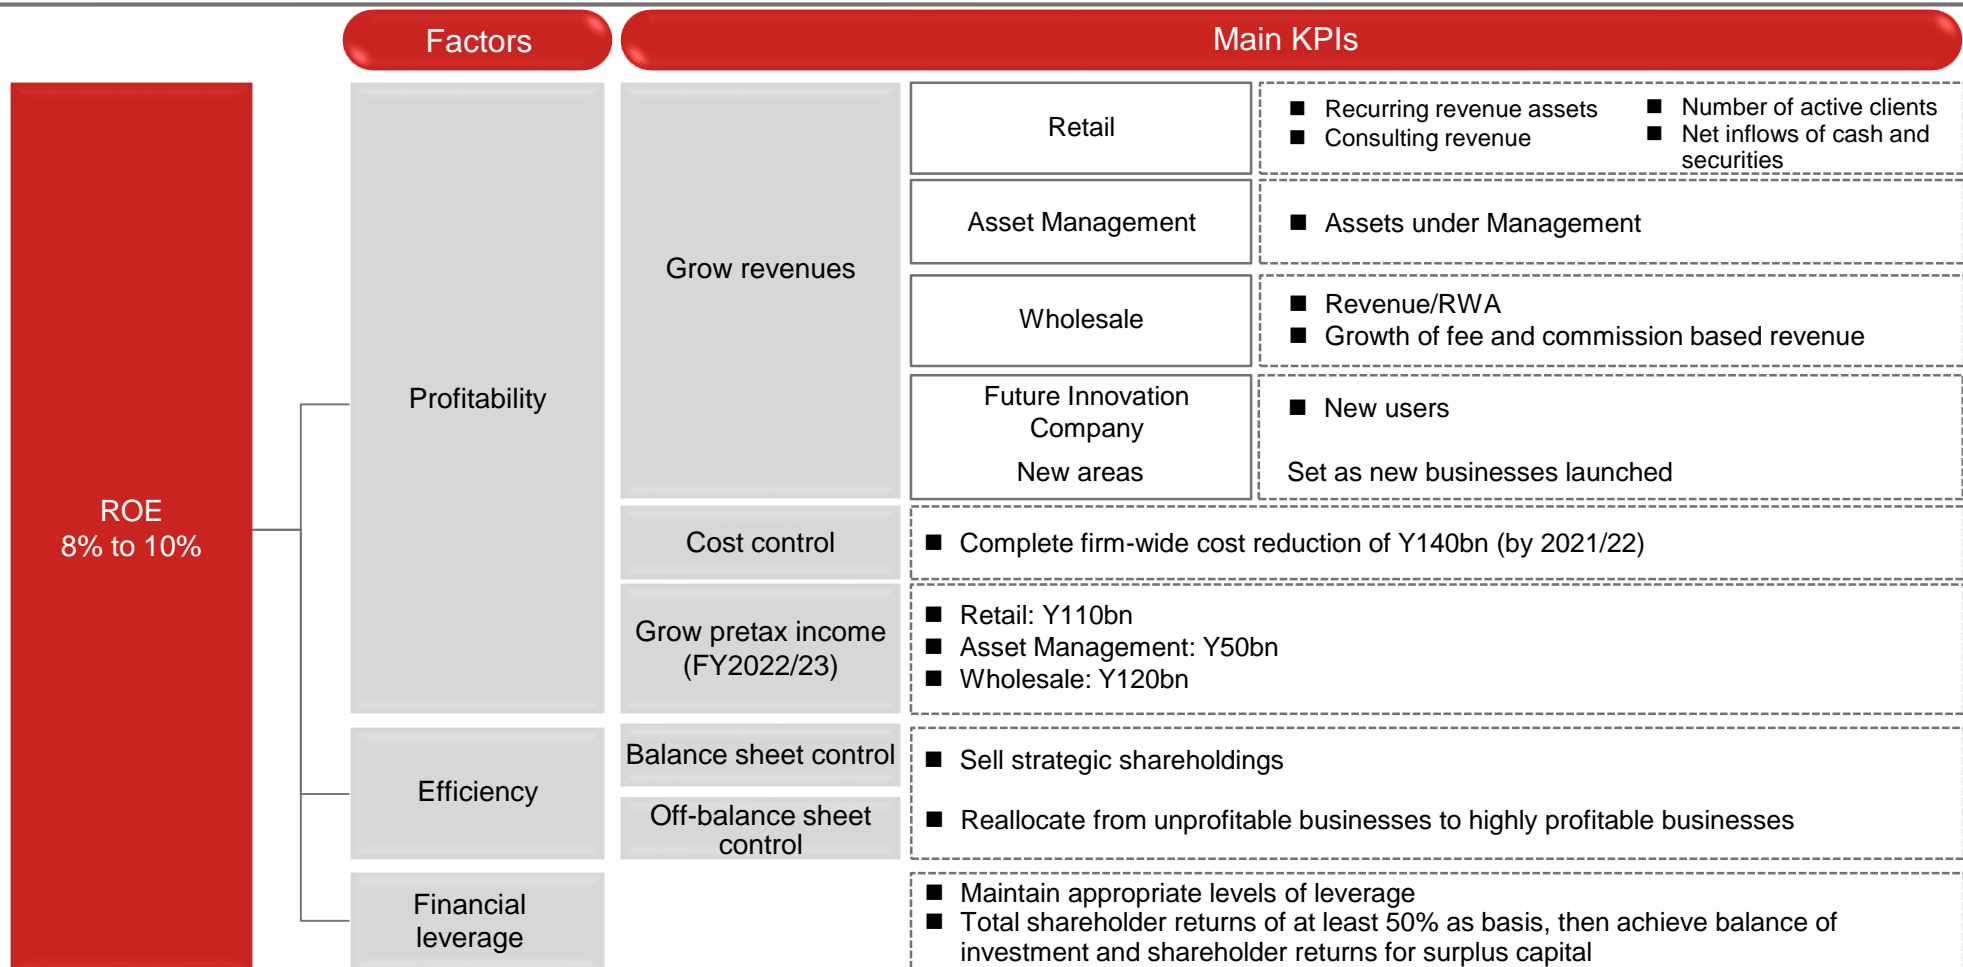 Factors
Main KPIs
ROE
8% to 10%
Profitability
Grow revenues
Retail
■ Recurring revenue assets
■ Consulting revenue
■ Number of active clients
■ Net inflows of cash and
securities
Asset Management
■ Assets under Management
Wholesale
■ Revenue/RWA
■ Growth of fee and commission based revenue
Future Innovation
Company
■ New users
New areas
Set as new businesses launched
Cost control
■ Complete firm-wide cost reduction of Y140bn (by 2021/22)
Grow pretax income
(FY2022/23)
■ Retail: Y110bn
■ Asset Management: Y50bn
■ Wholesale: Y120bn
Efficiency
Balance sheet control
■ Sell strategic shareholdings
Off-balance sheet
control
■ Reallocate from unprofitable businesses to highly profitable businesses
Financial
leverage
■ Maintain appropriate levels of leverage
■ Total shareholder returns of at least 50% as basis, then achieve balance of
investment and shareholder returns for surplus capital